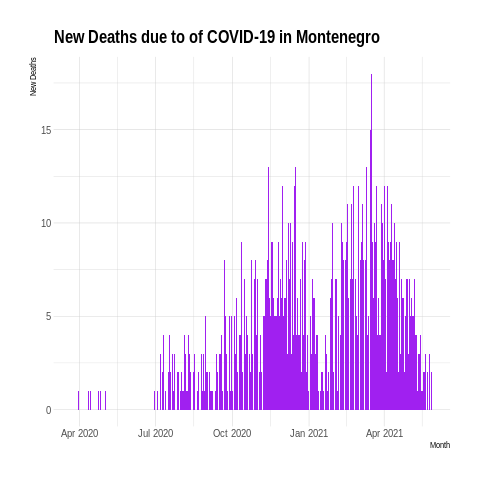 New Deaths due to of COVID-19 in Montenegro
New Deaths
15
10
5
0
Apr 2020 Jul 2020 Oct 2020 Jan 2021 Apr 2021
Month